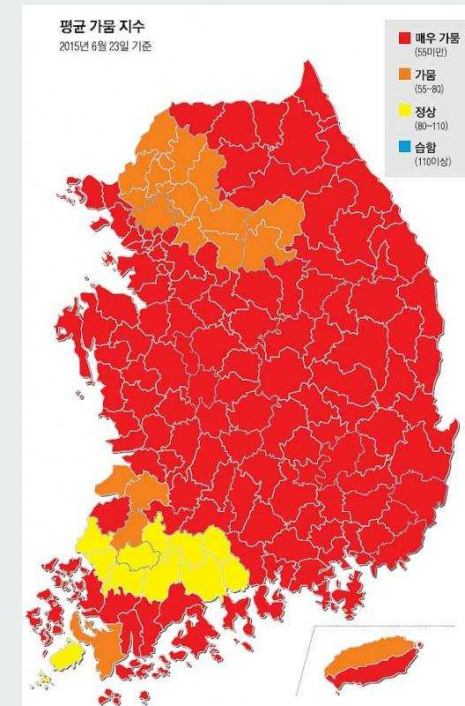 평균 가뭄 지수
2015년 6월 23일 기준
매우 가뭄
(55미만)
가뭄
(55~80)
정상
(80~110)
습함
(110이상)